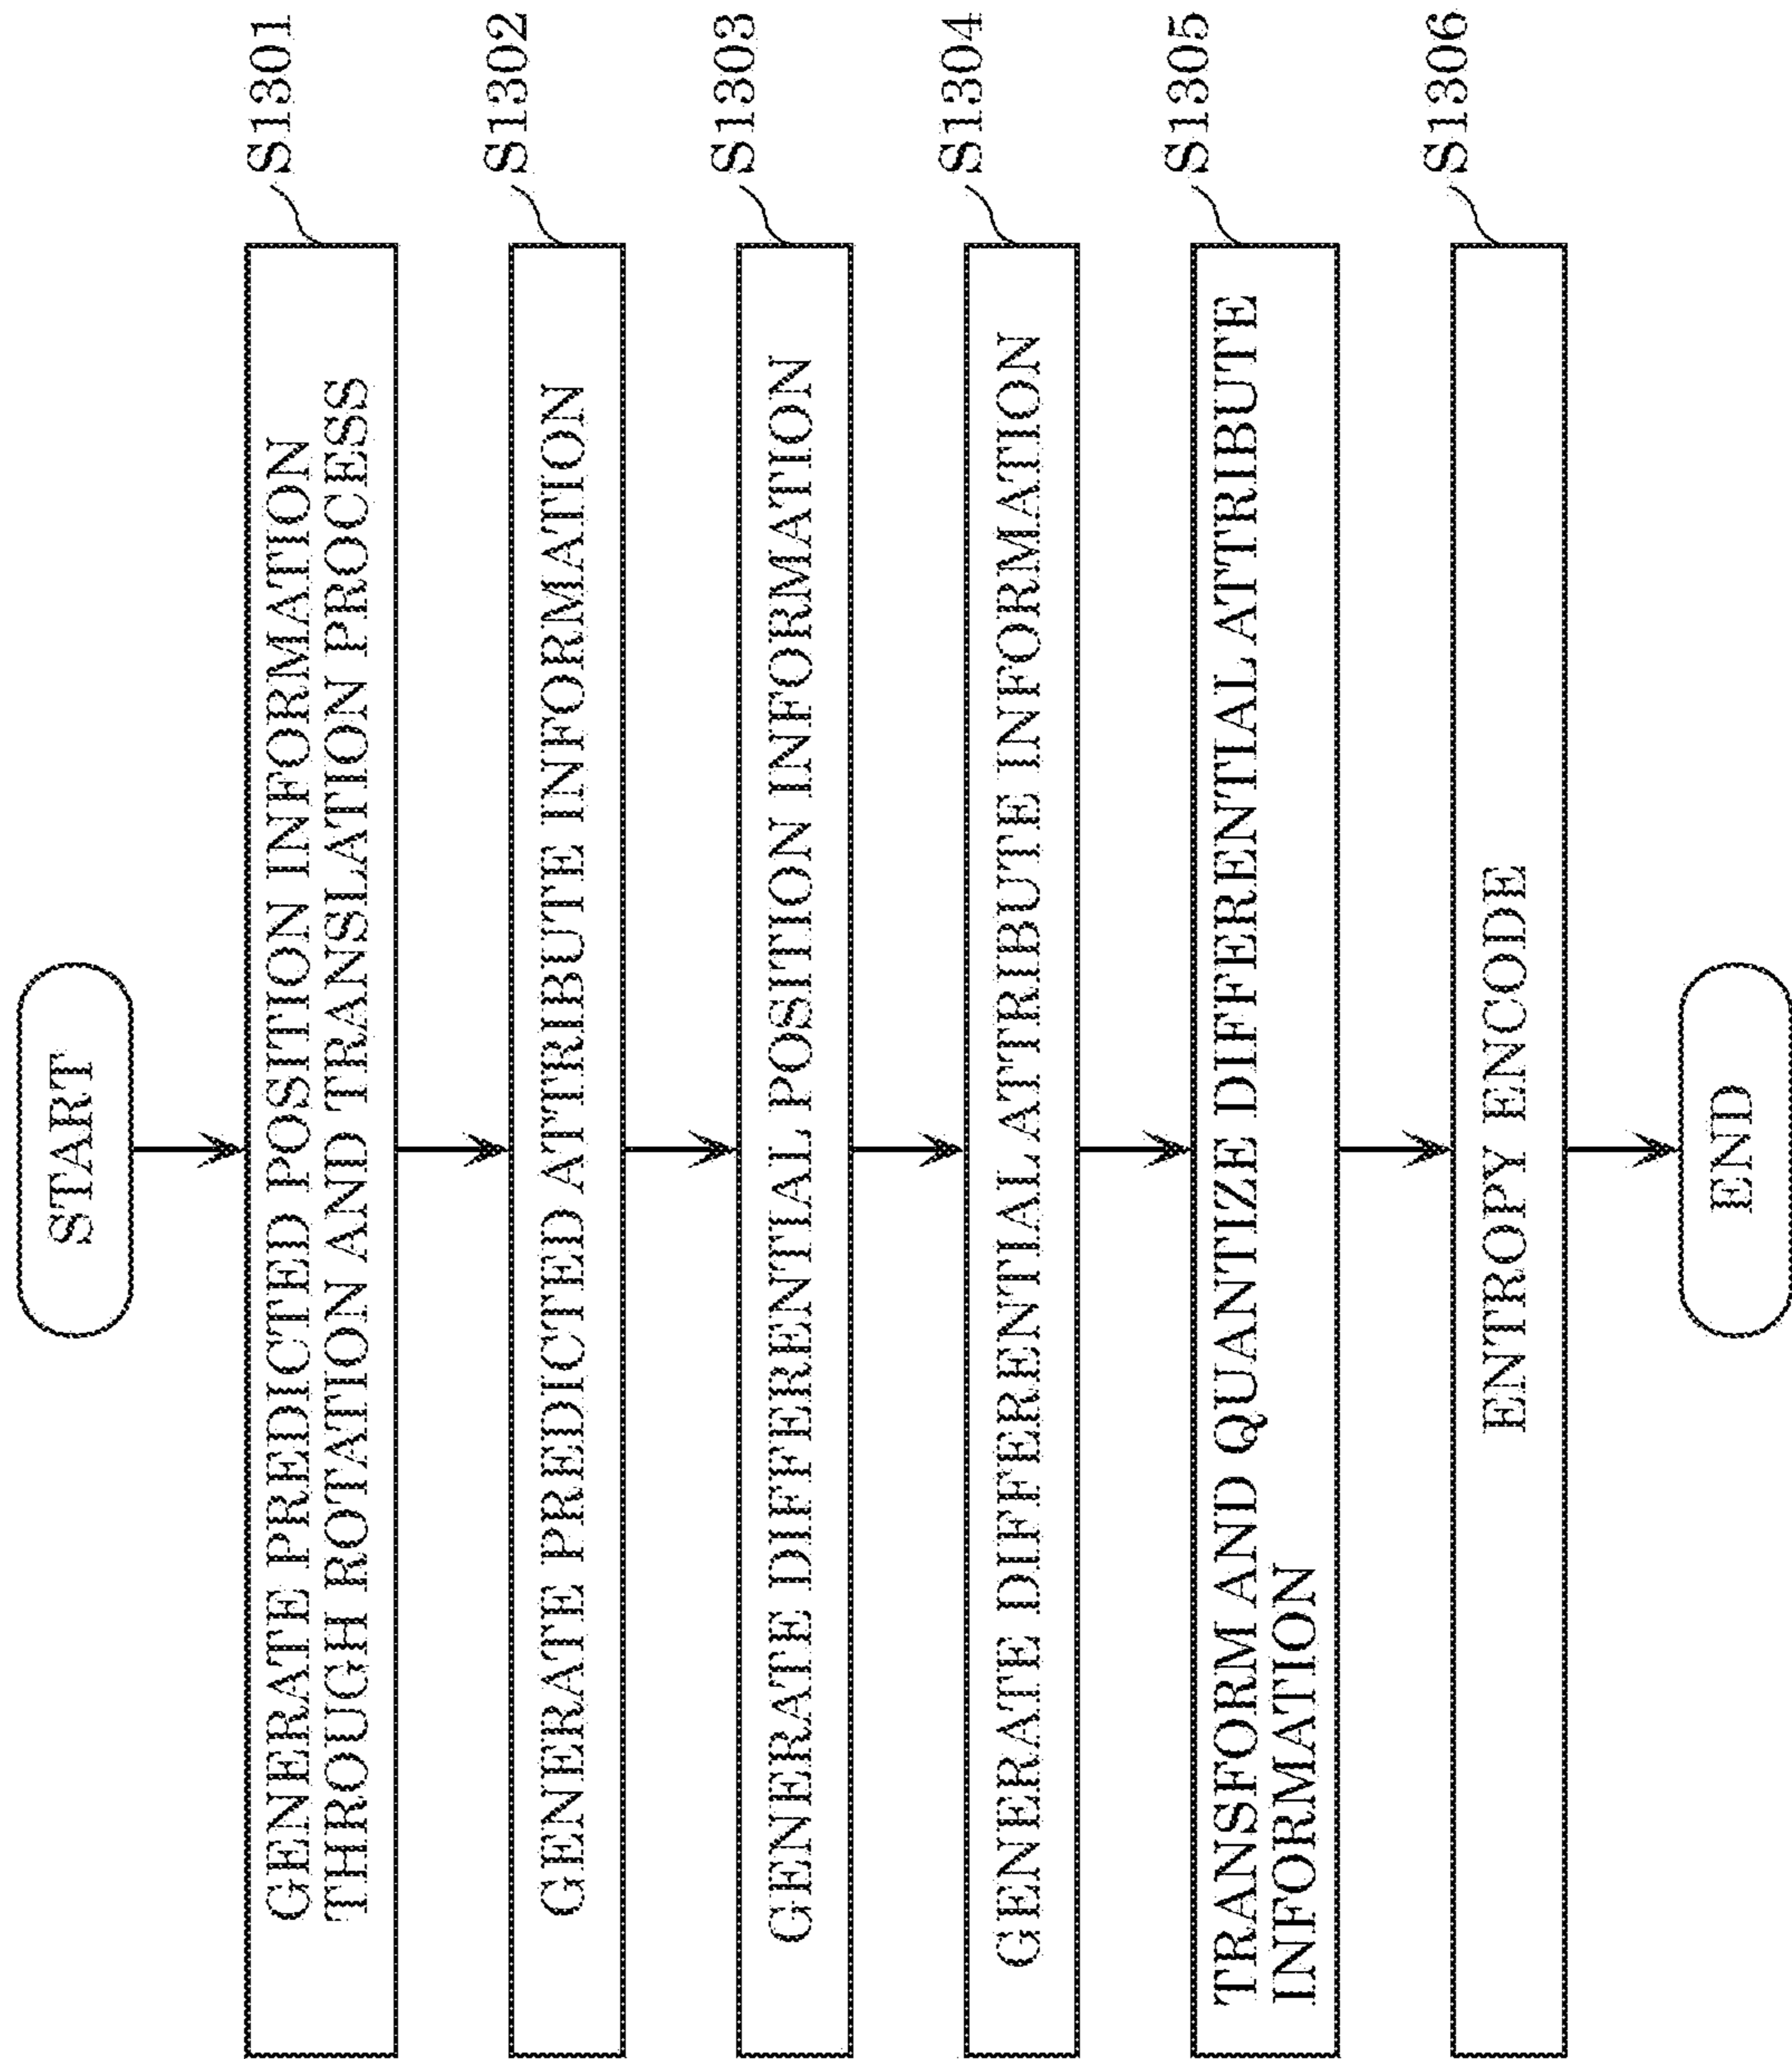 START
GENERATE PREDICTED POSITION INFORMATION
THROUGH ROTATION AND TRANSLATION PROCESS
S1301
GENERATE PREDICTED ATTRIBUTE INFORMATION
S1302
GENERATE DIFFERENTIAL POSITION INFORMATION
S1303
GENERATE DIFFERENTIAL ATTRIBUTE INFORMATION
S1304
TRANSFORM AND QUANTIZE DIFFERENTIAL ATTRIBUTE
INFORMATION
S1305
ENTROPY ENCODE
S1306
END